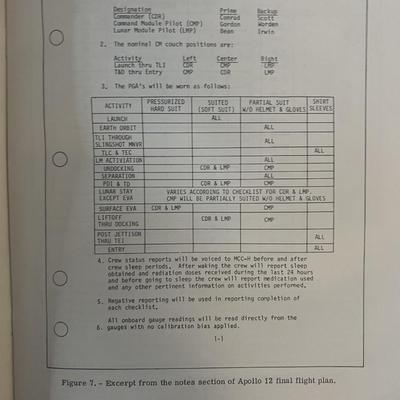 Designation Prime Backup
Commander (CDR) Conrad Scott
Command Module Pilot (CMP) Gordon Worden
Lunar Module Pilot (LMP) Bean Irwin
2. The nominal CM couch positions are:
Activity Left Center Right
Launch thru TLI CDR CMP LMP
T&D thru Entry CMP CDR LMP
3. The PGA's will be worn as follows:
ACTIVITY PRESSURIZED HARD SUIT SUITED (SOFT SUIT) PARTIAL SUIT W/O HELMET & GLOVES SHIRT SLEEVES
LAUNCH ALL
EARTH ORBIT ALL
TLI THROUGH SLINGSHOT MNVR ALL
TLC & TEC ALL
LM ACTIVIATION ALL
UNDOCKING CDR & LMP CMP
SEPARATION ALL
PDI & TD CDR & LMP CMP
LUNAR STAY EXCEPT EVA VARIES ACCORDING TO CHECKLIST FOR CDR & LMP.
CMP WILL BE PARTIALLY SUITED W/O HELMET & GLOVES
SURFACE EVA CDR & LMP CMP
LIFTOFF THRU DOCKING CDR & LMP CMP
POST JETTISON THRU TEI ALL
ENTRY ALL
4. Crew status reports will be voiced to MCC-H before and after
crew sleep periods. After waking the crew will report sleep
obtained and radiation doses received during the last 24 hours
and before going to sleep the crew will report medication used
and any other pertinent information on activities performed.
5. Negative reporting will be used in reporting completion of
each checklist.
All onboard gauge readings will be read directly from the
6. gauges with no calibration bias applied.
1-1
Figure 7. - Excerpt from the notes section of Apollo 12 final flight plan.